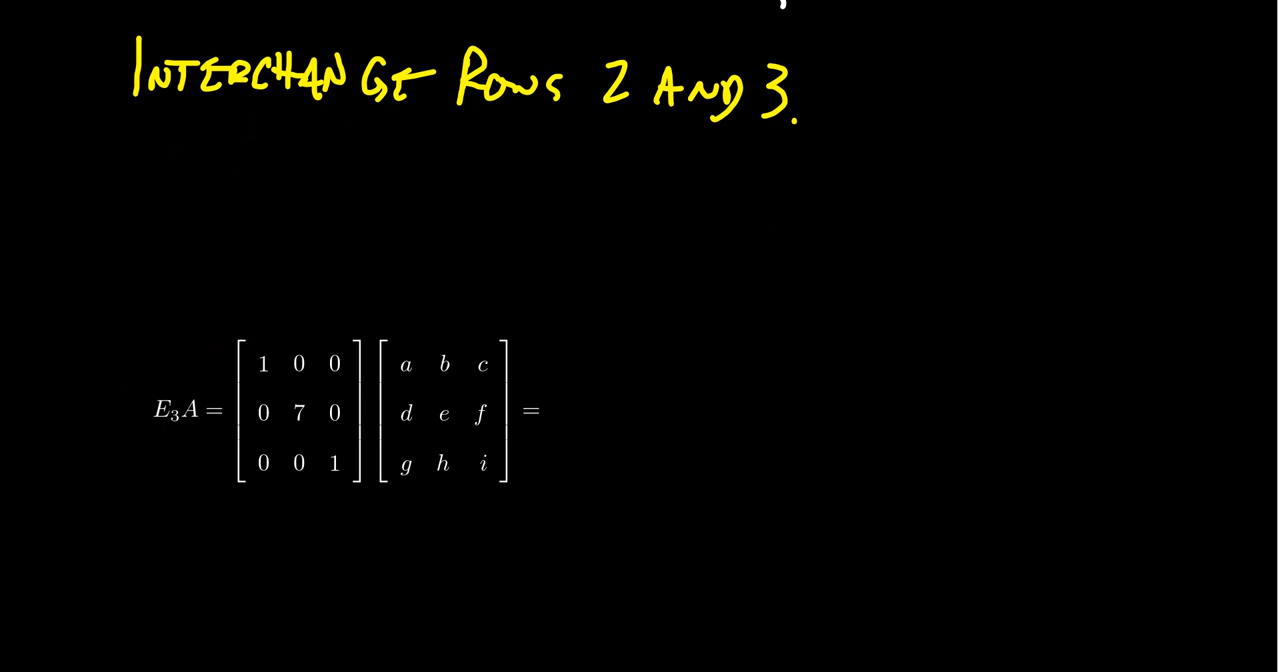 INTERCHANGE ROWS 2 AND 3.
1 0 0 a b c
E₃A = 0 7 0 d e f =
0 0 1 g h i